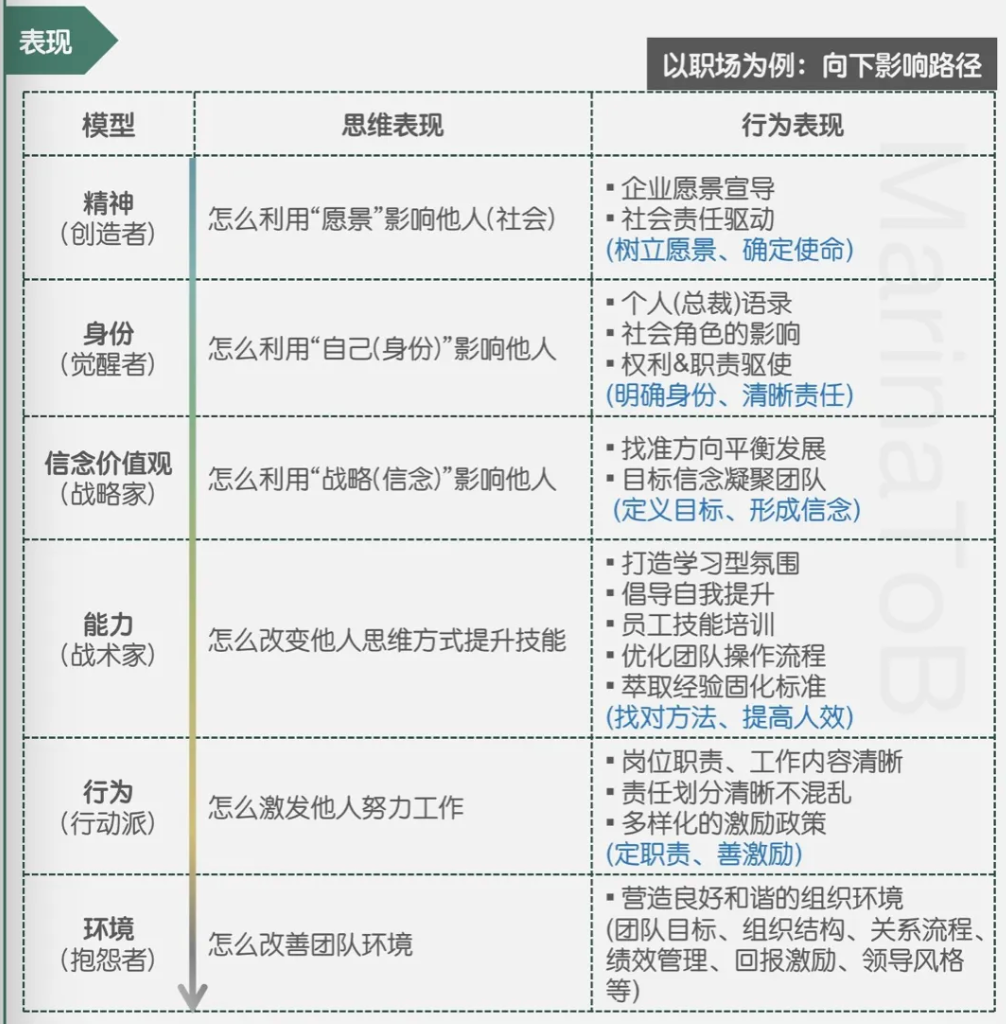 表现
以职场为例：向下影响路径
模型
思维表现
行为表现
精神
（创造者）
怎么利用“愿景”影响他人(社会)
▪ 企业愿景宣导
▪ 社会责任驱动
(树立愿景、确定使命)
身份
（觉醒者）
怎么利用“自己(身份)”影响他人
▪ 个人(总裁)语录
▪ 社会角色的影响
▪ 权利&职责驱使
(明确身份、清晰责任)
信念价值观
（战略家）
怎么利用“战略(信念)”影响他人
▪ 找准方向平衡发展
▪ 目标信念凝聚团队
(定义目标、形成信念)
能力
（战术家）
怎么改变他人思维方式提升技能
▪ 打造学习型氛围
▪ 倡导自我提升
▪ 员工技能培训
▪ 优化团队操作流程
▪ 萃取经验固化标准
(找对方法、提高人效)
行为
（行动派）
怎么激发他人努力工作
▪ 岗位职责、工作内容清晰
▪ 责任划分清晰不混乱
▪ 多样化的激励政策
(定职责、善激励)
环境
（抱怨者）
怎么改善团队环境
▪ 营造良好和谐的组织环境
(团队目标、组织结构、关系流程、
绩效管理、回报激励、领导风格
等)
MarinaToB